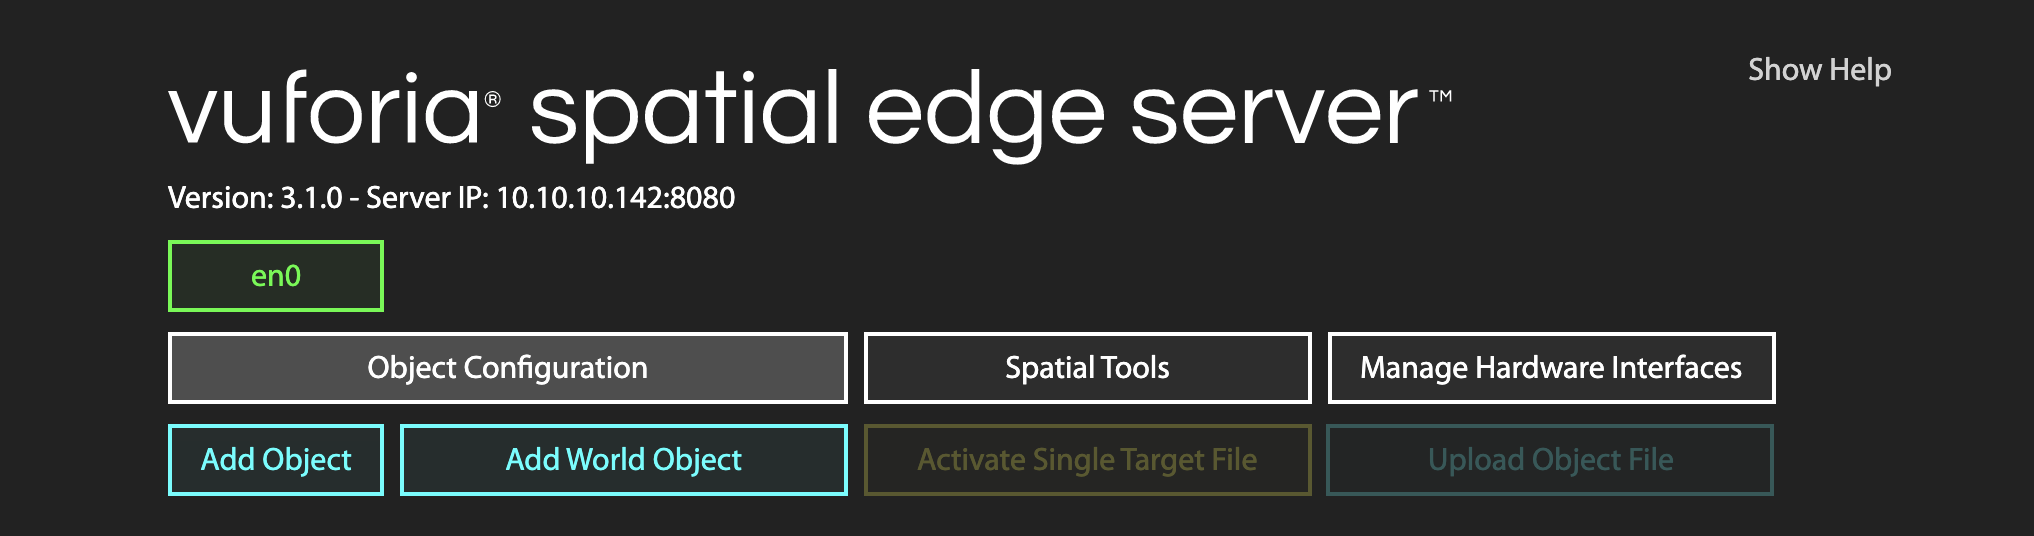 Show Help
vuforia® spatial edge server™
Version: 3.1.0 - Server IP: 10.10.10.142:8080
en0
Object Configuration Spatial Tools Manage Hardware Interfaces
Add Object Add World Object Activate Single Target File Upload Object File